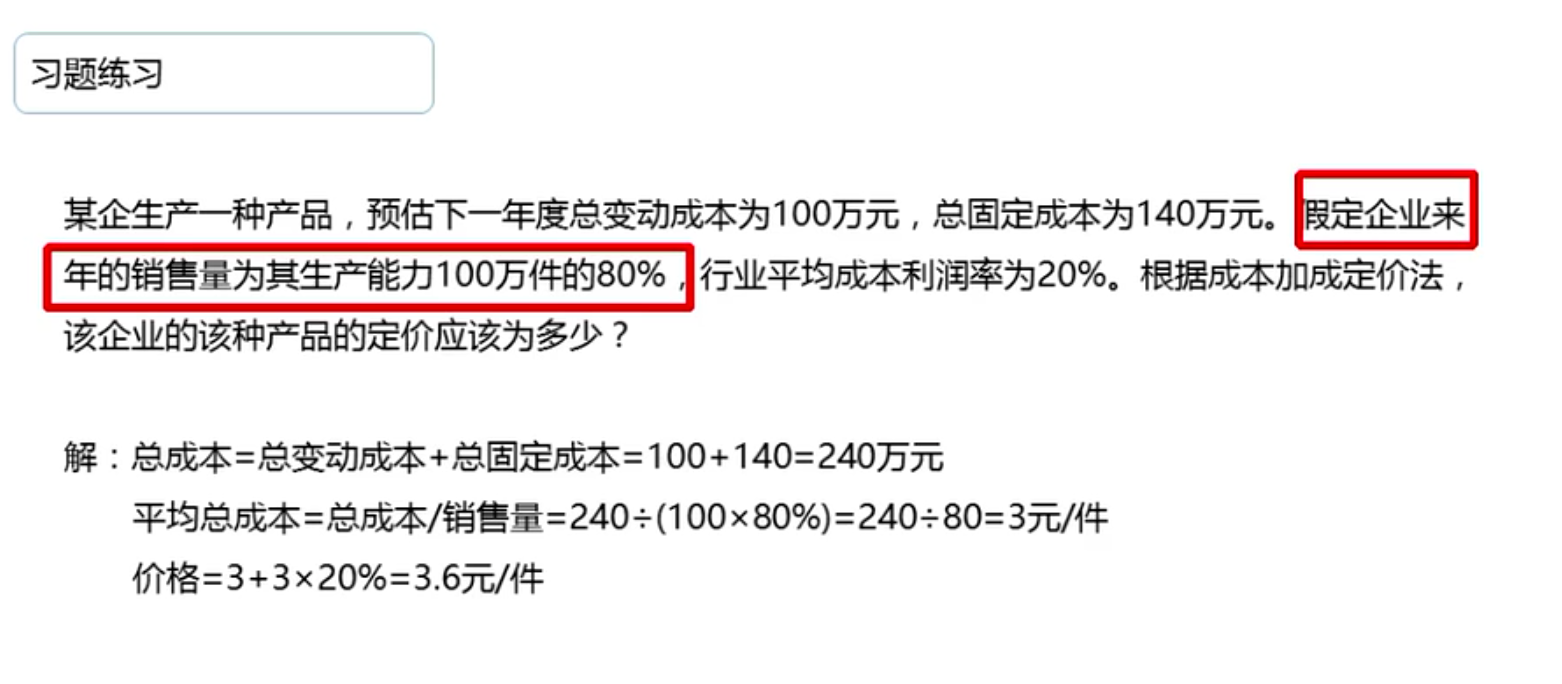 习题练习
某企生产一种产品，预估下一年度总变动成本为100万元，总固定成本为140万元。假定企业来
年的销售量为其生产能力100万件的80%，行业平均成本利润率为20%。根据成本加成定价法，
该企业的该种产品的定价应该为多少？
解：总成本=总变动成本+总固定成本=100+140=240万元
平均总成本=总成本/销售量=240÷(100×80%)=240÷80=3元/件
价格=3+3×20%=3.6元/件